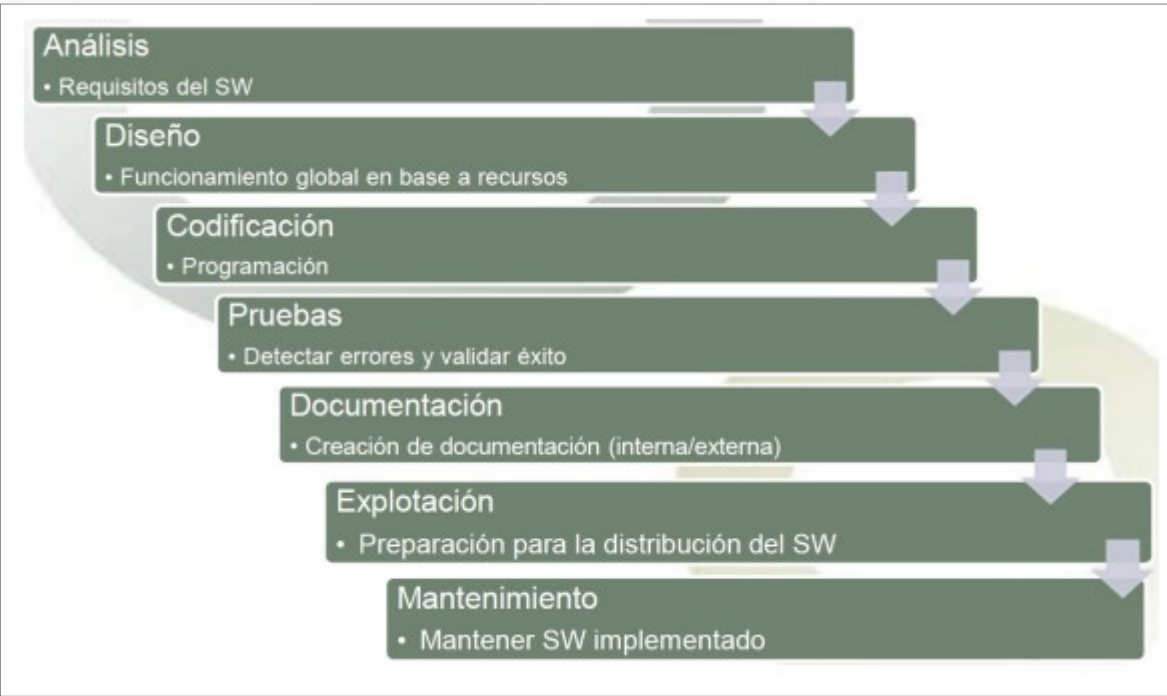 Análisis
• Requisitos del SW
Diseño
• Funcionamiento global en base a recursos
Codificación
• Programación
Pruebas
• Detectar errores y validar éxito
Documentación
• Creación de documentación (interna/externa)
Explotación
• Preparación para la distribución del SW
Mantenimiento
• Mantener SW implementado